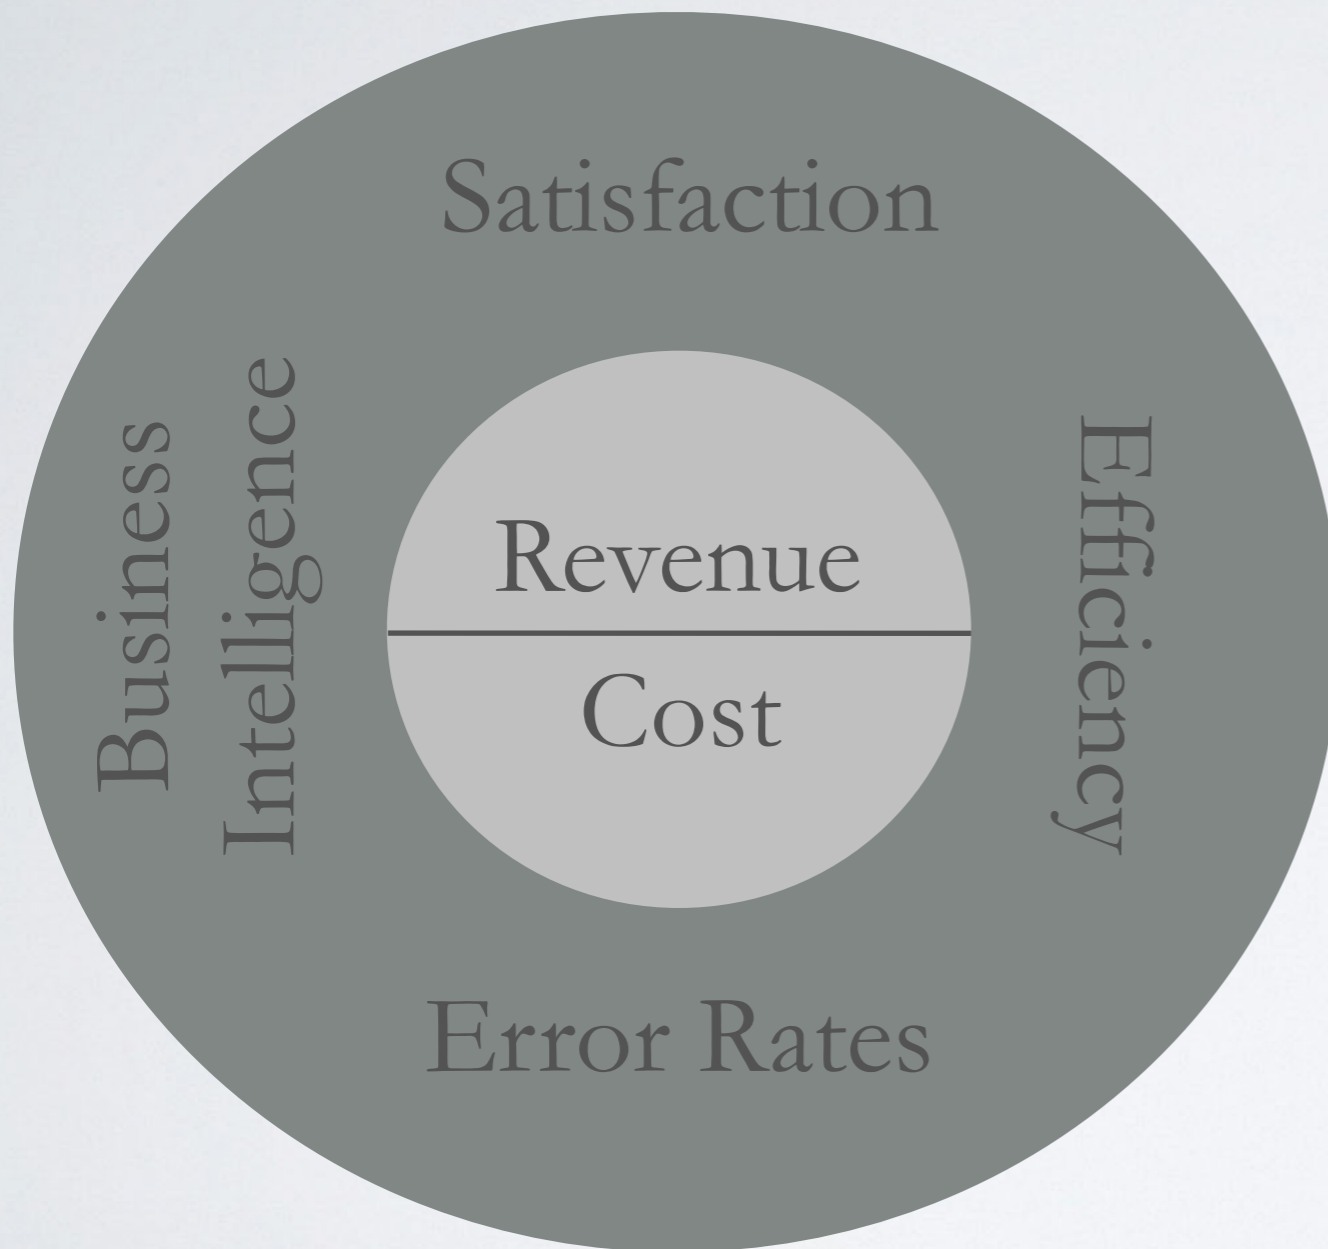 Satisfaction
Business
Intelligence
Revenue
Cost
Efficiency
Error Rates